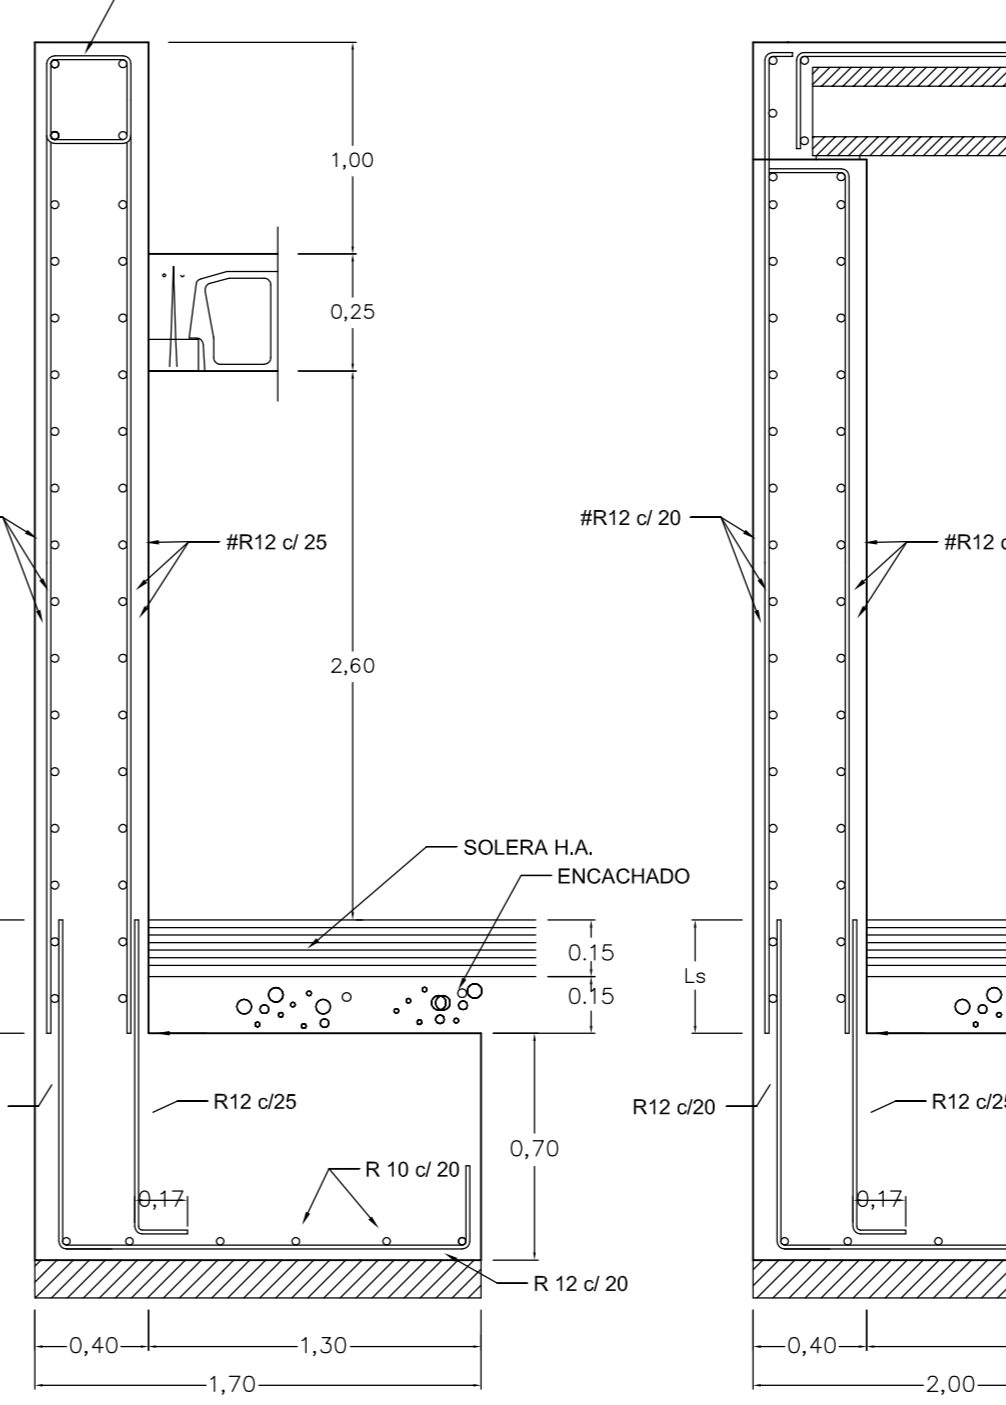 1,00
0,25
#R12 c/ 25
2,60
SOLERA H.A.
ENCACHADO
0.15
0.15
R12 c/25
0,70
R 10 c/ 20
0,17
R 12 c/ 20
0,40
1,30
1,70
#R12 c/ 20
#R12 c
Ls
R12 c/20
R12 c/25
0,17
0,40
2,00